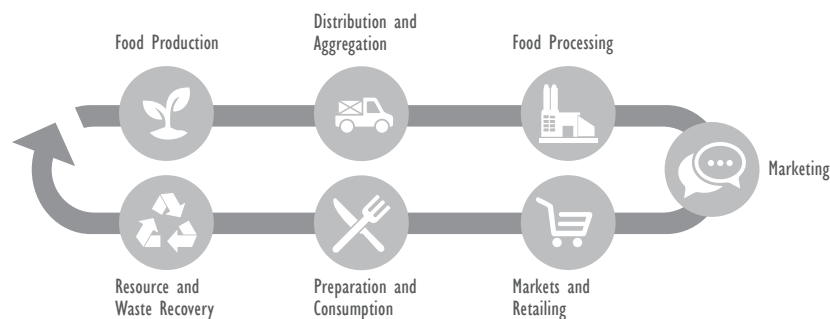 Food Production
Distribution and
Aggregation
Food Processing
Marketing
Resource and
Waste Recovery
Preparation and
Consumption
Markets and
Retailing